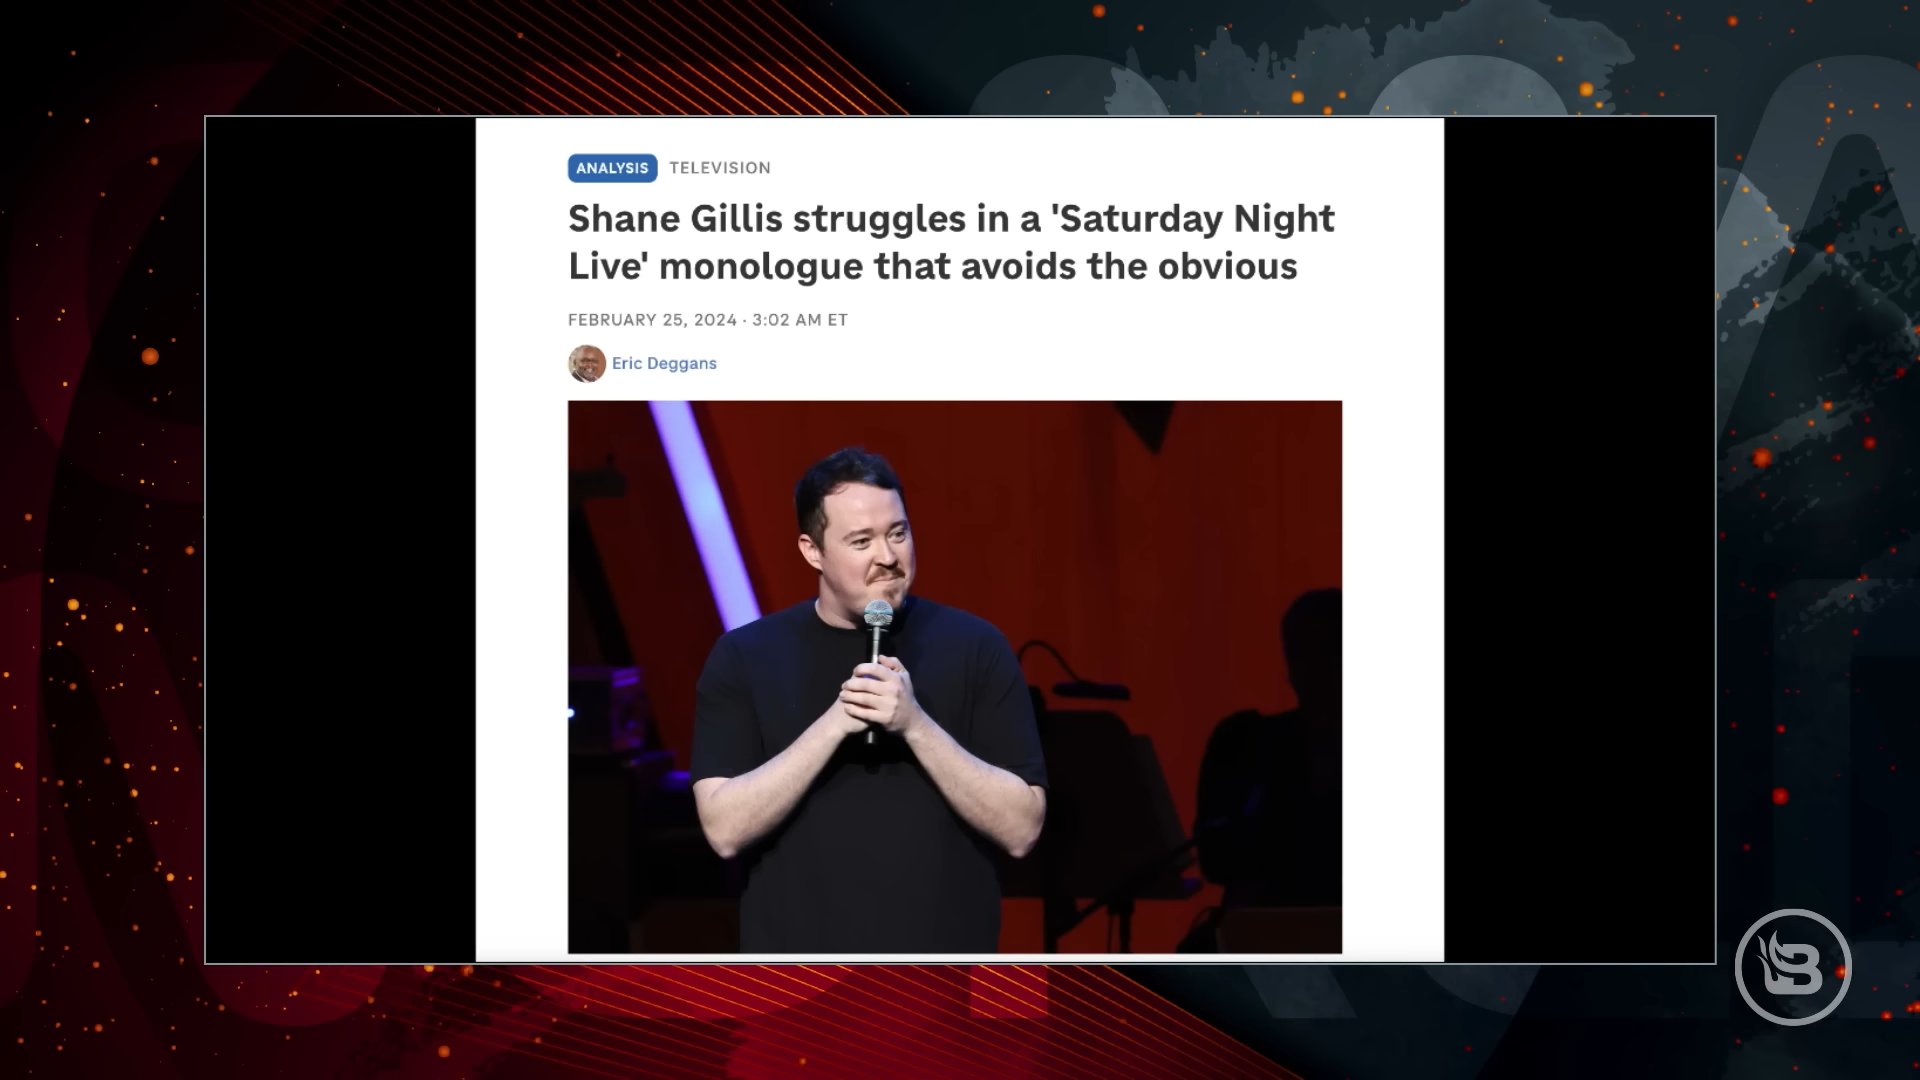 ANALYSIS TELEVISION
Shane Gillis struggles in a 'Saturday Night
Live' monologue that avoids the obvious
FEBRUARY 25, 2024 · 3:02 AM ET
Eric Deggans
B